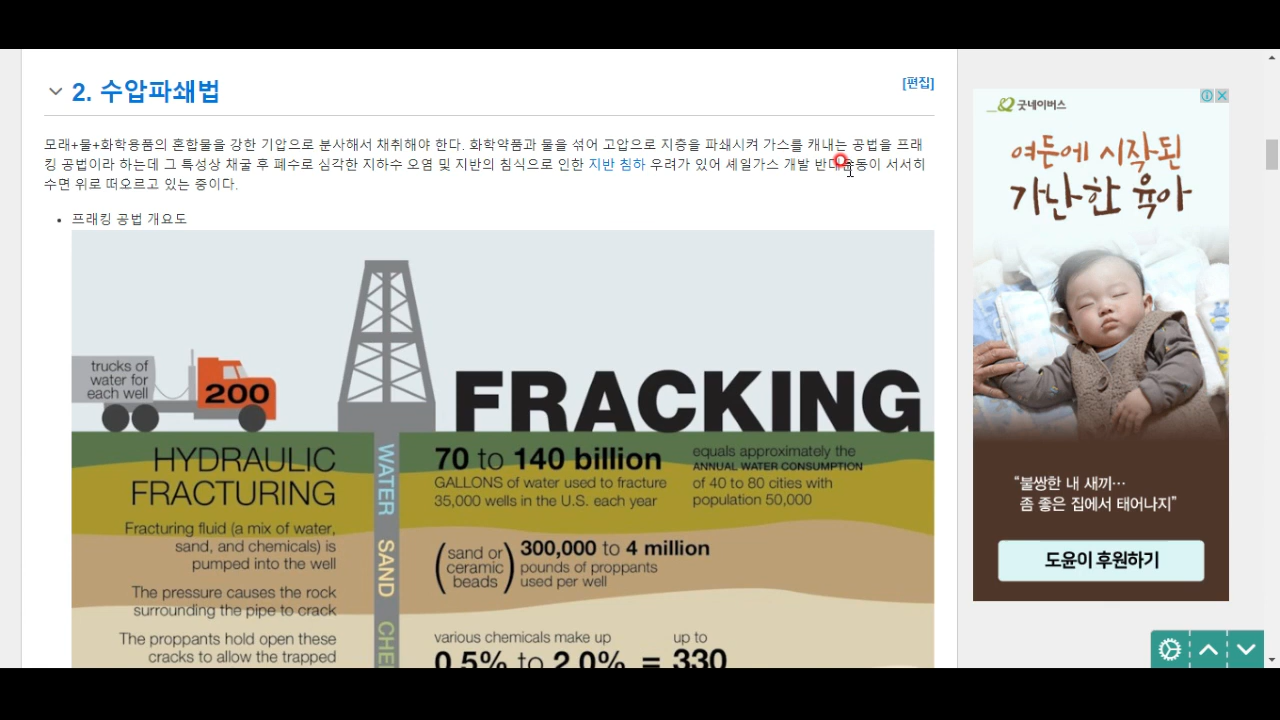 2. 수압파쇄법
[편집]
모래+물+화학용품의 혼합물을 강한 기압으로 분사해서 채취해야 한다. 화학약품과 물을 섞어 고압으로 지층을 파쇄시켜 가스를 캐내는 공법을 프래
킹 공법이라 하는데 그 특성상 채굴 후 폐수로 심각한 지하수 오염 및 지반의 침식으로 인한 지반 침하 우려가 있어 셰일가스 개발 반대운동이 서서히
수면 위로 떠오르고 있는 중이다.
• 프래킹 공법 개요도
trucks of
water for
each well
200
FRACKING
HYDRAULIC
FRACTURING
Fracturing fluid (a mix of water,
sand, and chemicals) is
pumped into the well
The pressure causes the rock
surrounding the pipe to crack
The proppants hold open these
cracks to allow the trapped
WATER
SAND
CHE
70 to 140 billion
GALLONS of water used to fracture
35,000 wells in the U.S. each year
equals approximately the
ANNUAL WATER CONSUMPTION
of 40 to 80 cities with
population 50,000
(sand or
ceramic
beads)
300,000 to 4 million
pounds of proppants
used per well
various chemicals make up
0.5% to 2.0%
=
up to
330
굿네이버스
여든에 시작된
가난한 육아
“불쌍한 내 새끼…
좀 좋은 집에서 태어나지”
도윤이 후원하기